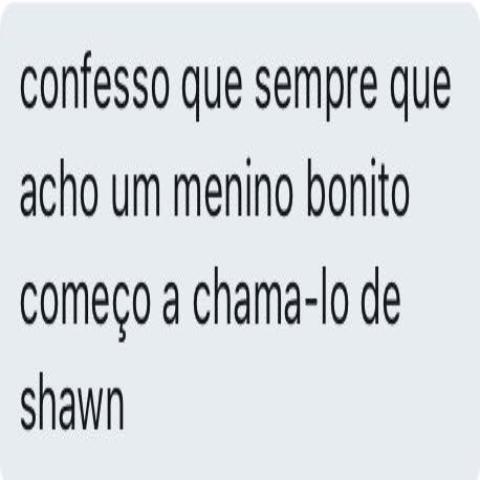 confesso que sempre que
acho um menino bonito
começo a chama-lo de
shawn